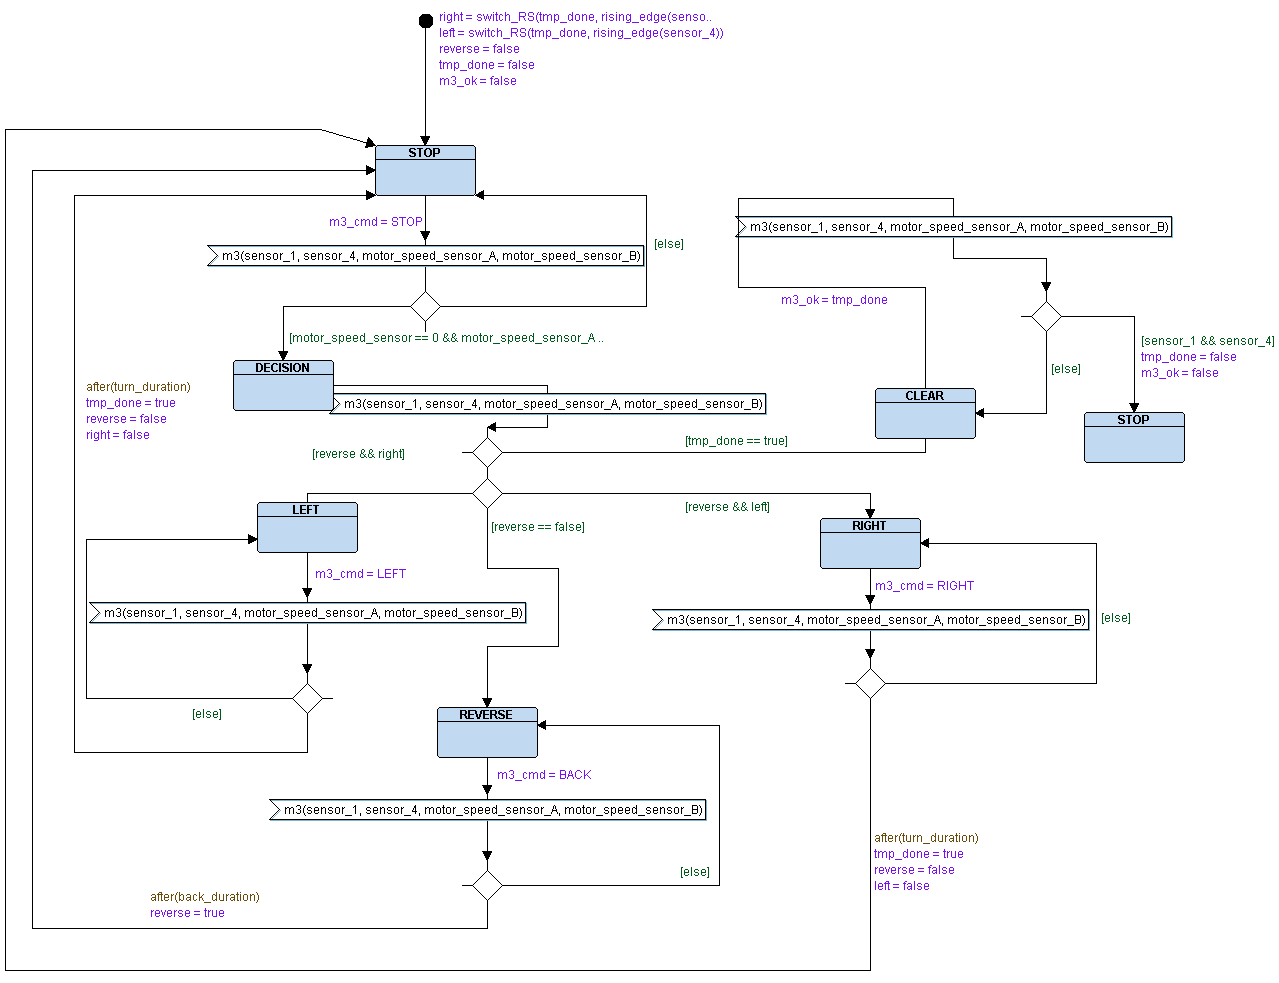 right = switch_RS(tmp_done, rising_edge(senso..
left = switch_RS(tmp_done, rising_edge(sensor_4))
reverse = false
tmp_done = false
m3_ok = false
STOP
m3_cmd = STOP
m3(sensor_1, sensor_4, motor_speed_sensor_A, motor_speed_sensor_B)
[else]
m3(sensor_1, sensor_4, motor_speed_sensor_A, motor_speed_sensor_B)
m3_ok = tmp_done
[motor_speed_sensor == 0 && motor_speed_sensor_A ..
[sensor_1 && sensor_4]
tmp_done = false
m3_ok = false
[else]
DECISION
after(turn_duration)
tmp_done = true
reverse = false
right = false
m3(sensor_1, sensor_4, motor_speed_sensor_A, motor_speed_sensor_B)
CLEAR
STOP
[tmp_done == true]
[reverse && right]
LEFT
[reverse && left]
[reverse == false]
RIGHT
m3_cmd = LEFT
m3_cmd = RIGHT
m3(sensor_1, sensor_4, motor_speed_sensor_A, motor_speed_sensor_B)
m3(sensor_1, sensor_4, motor_speed_sensor_A, motor_speed_sensor_B)
[else]
[else]
REVERSE
m3_cmd = BACK
m3(sensor_1, sensor_4, motor_speed_sensor_A, motor_speed_sensor_B)
[else]
after(turn_duration)
tmp_done = true
reverse = false
left = false
after(back_duration)
reverse = true